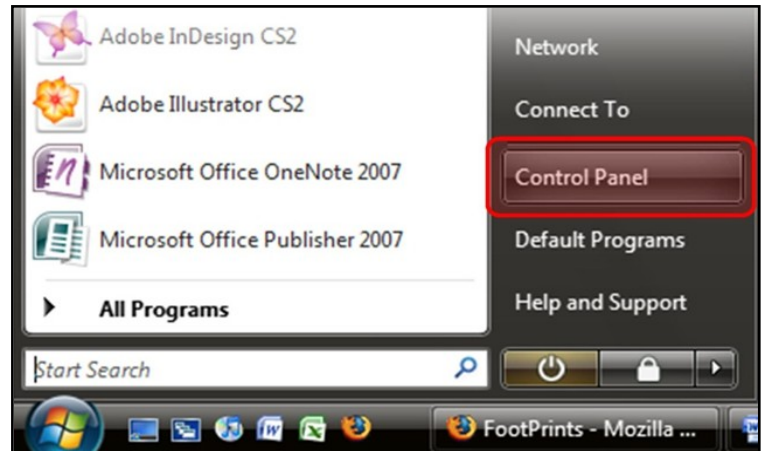 Adobe InDesign CS2
Adobe Illustrator CS2
Microsoft Office OneNote 2007
Microsoft Office Publisher 2007
All Programs
Start Search
Network
Connect To
Control Panel
Default Programs
Help and Support
FootPrints - Mozilla ...